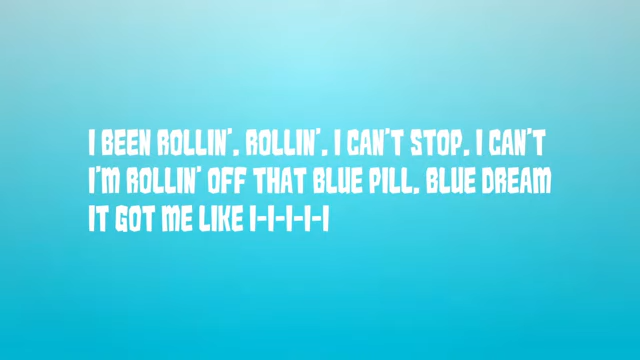 I BEEN ROLLIN', ROLLIN', I CAN'T STOP, I CAN'T
I'M ROLLIN' OFF THAT BLUE PILL, BLUE DREAM
IT GOT ME LIKE I-I-I-I-I